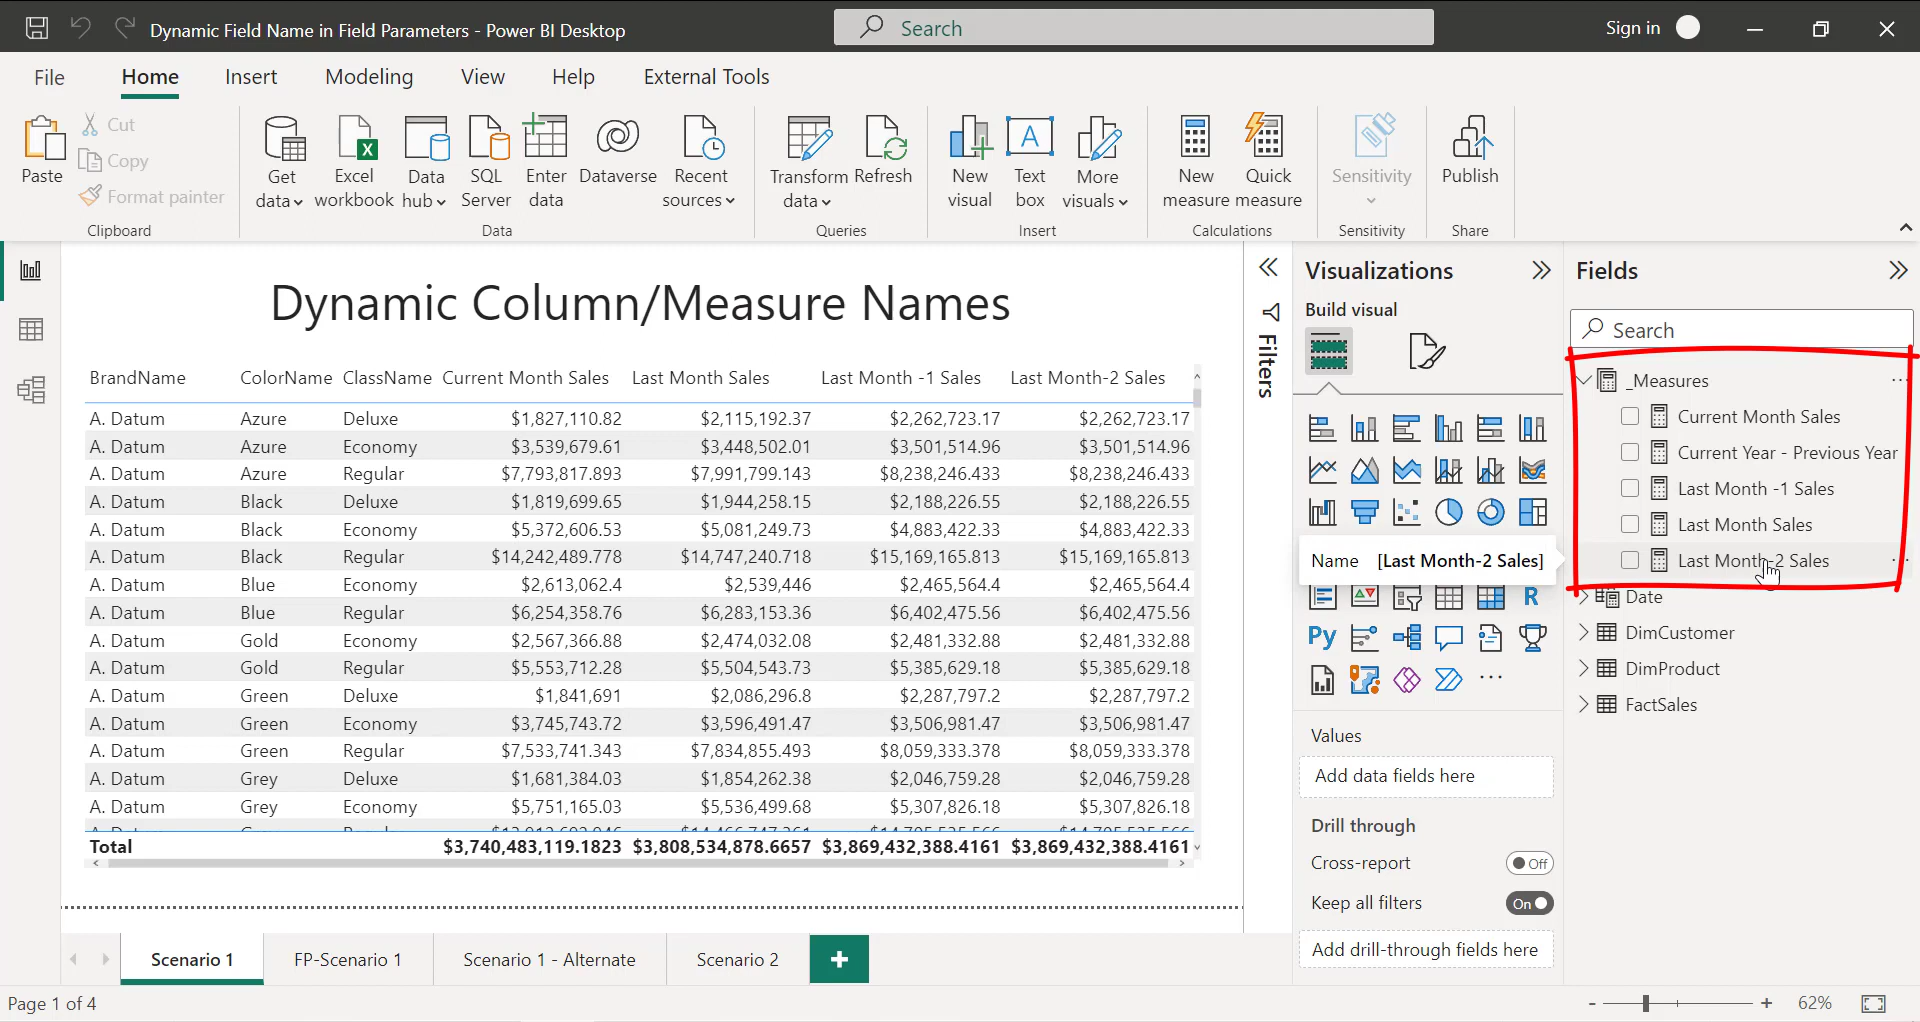 Dynamic Field Name in Field Parameters - Power BI Desktop
Search
Sign in
File
Home
Insert
Modeling
View
Help
External Tools
Paste
Cut
Copy
Format painter
Clipboard
Get data
Excel workbook
Data hub
SQL Server
Enter data
Dataverse
Recent sources
Data
Transform data
Refresh
Queries
New visual
A
Text box
More visuals
Insert
New measure
Quick measure
Calculations
Sensitivity
Sensitivity
Publish
Share
Dynamic Column/Measure Names
BrandName ColorName ClassName Current Month Sales Last Month Sales Last Month -1 Sales Last Month-2 Sales
A. Datum Azure Deluxe $1,827,110.82 $2,115,192.37 $2,262,723.17 $2,262,723.17
A. Datum Azure Economy $3,539,679.61 $3,448,502.01 $3,501,514.96 $3,501,514.96
A. Datum Azure Regular $7,793,817.893 $7,991,799.143 $8,238,246.433 $8,238,246.433
A. Datum Black Deluxe $1,819,699.65 $1,944,258.15 $2,188,226.55 $2,188,226.55
A. Datum Black Economy $5,372,606.53 $5,081,249.73 $4,883,422.33 $4,883,422.33
A. Datum Black Regular $14,242,489.778 $14,747,240.718 $15,169,165.813 $15,169,165.813
A. Datum Blue Economy $2,613,062.4 $2,539,446 $2,465,564.4 $2,465,564.4
A. Datum Blue Regular $6,254,358.76 $6,283,153.36 $6,402,475.56 $6,402,475.56
A. Datum Gold Economy $2,567,366.88 $2,474,032.08 $2,481,332.88 $2,481,332.88
A. Datum Gold Regular $5,553,712.28 $5,504,543.73 $5,385,629.18 $5,385,629.18
A. Datum Green Deluxe $1,841,691 $2,086,296.8 $2,287,797.2 $2,287,797.2
A. Datum Green Economy $3,745,743.72 $3,596,491.47 $3,506,981.47 $3,506,981.47
A. Datum Green Regular $7,533,741.343 $7,834,855.493 $8,059,333.378 $8,059,333.378
A. Datum Grey Deluxe $1,681,384.03 $1,854,262.38 $2,046,759.28 $2,046,759.28
A. Datum Grey Economy $5,751,165.03 $5,536,499.68 $5,307,826.18 $5,307,826.18
Total $3,740,483,119.1823 $3,808,534,878.6657 $3,869,432,388.4161 $3,869,432,388.4161
Filters
Visualizations
Build visual
Name [Last Month-2 Sales]
R
Py
Values
Add data fields here
Drill through
Cross-report Off
Keep all filters On
Add drill-through fields here
Fields
Search
_Measures
Current Month Sales
Current Year - Previous Year
Last Month -1 Sales
Last Month Sales
Last Month-2 Sales
Date
DimCustomer
DimProduct
FactSales
Scenario 1
FP-Scenario 1
Scenario 1 - Alternate
Scenario 2
Page 1 of 4
62%